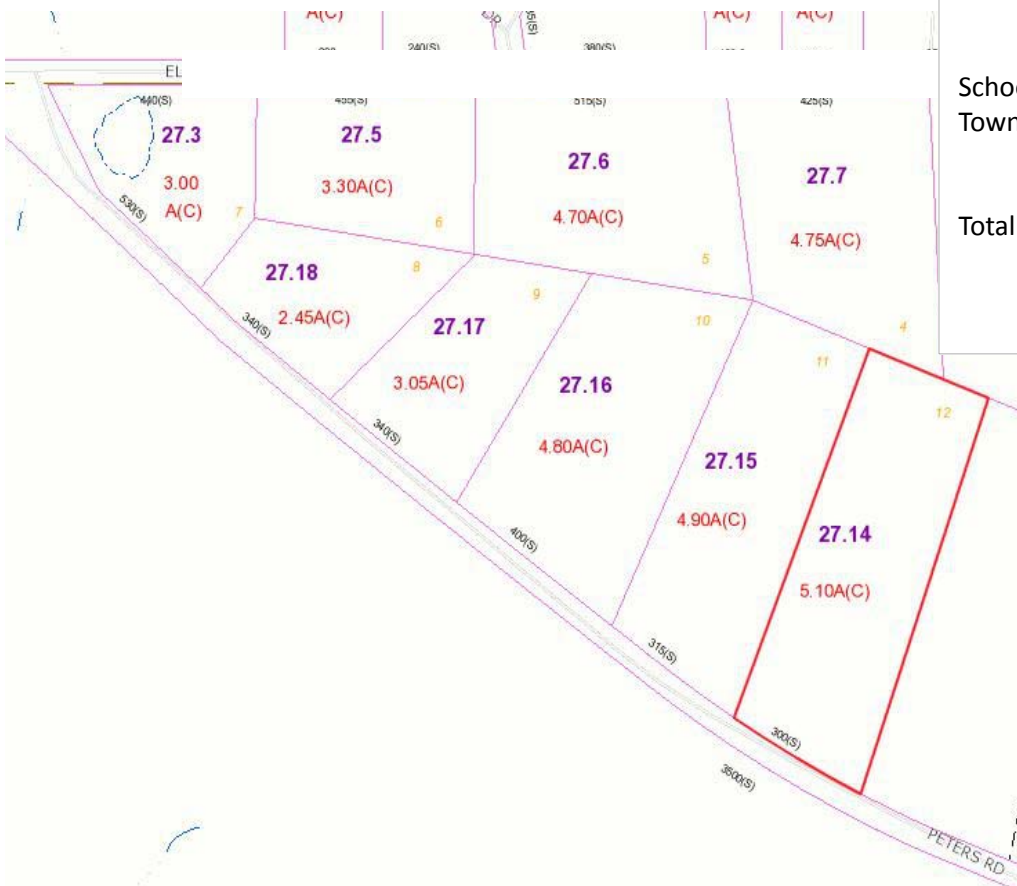 A(C)
A(C)
A(C)
DR
240(S)
380(S)
EL
440(S)
455(S)
515(S)
425(S)
Schoo
Town
Total
27.3
3.00
A(C)
7
27.5
3.30A(C)
6
27.6
4.70A(C)
5
27.7
4.75A(C)
4
530(S)
27.18
8
2.45A(C)
340(S)
9
27.17
3.05A(C)
340(S)
10
27.16
4.80A(C)
400(S)
11
27.15
4.90A(C)
315(S)
12
27.14
5.10A(C)
300(S)
3500(S)
PETERS RD